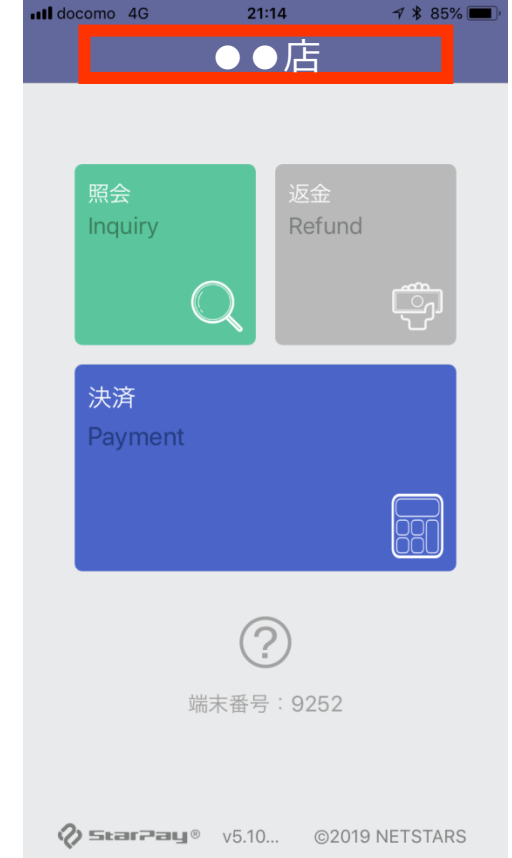 docomo 4G 21:14 85%
●●店
照会 返金
Inquiry Refund
決済
Payment
?
端末番号：9252
StarPay® v5.10... ©2019 NETSTARS